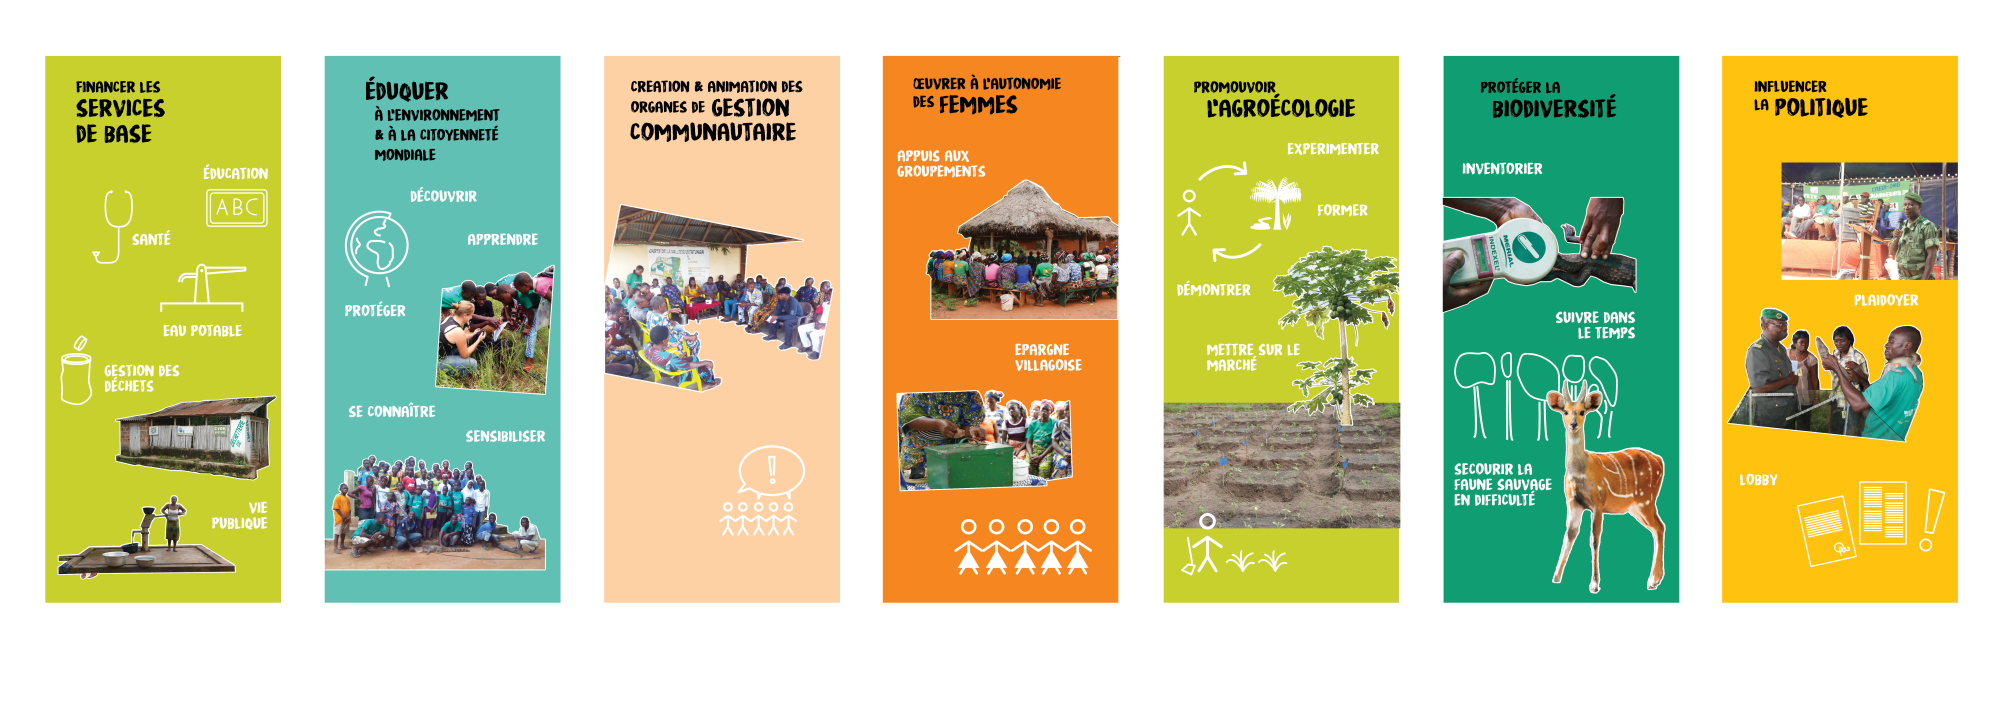 FINANCER LES
SERVICES
DE BASE
ÉDUCATION
ABC
SANTÉ
EAU POTABLE
GESTION DES
DÉCHETS
VIE
PUBLIQUE
ÉDUQUER
À L'ENVIRONNEMENT
& À LA CITOYENNETÉ
MONDIALE
DÉCOUVRIR
APPRENDRE
PROTÉGER
SE CONNAÎTRE
SENSIBILISER
CREATION & ANIMATION DES
ORGANES DE GESTION
COMMUNAUTAIRE
ŒUVRER À L'AUTONOMIE
DES FEMMES
APPUIS AUX
GROUPEMENTS
EPARGNE
VILLAGOISE
PROMOUVOIR
L'AGROÉCOLOGIE
EXPERIMENTER
FORMER
DÉMONTRER
METTRE SUR LE
MARCHÉ
PROTÉGER LA
BIODIVERSITÉ
INVENTORIER
MERIAL
INDEXEL
SUIVRE DANS
LE TEMPS
SECOURIR LA
FAUNE SAUVAGE
EN DIFFICULTÉ
INFLUENCER
LA POLITIQUE
PLAIDOYER
LOBBY